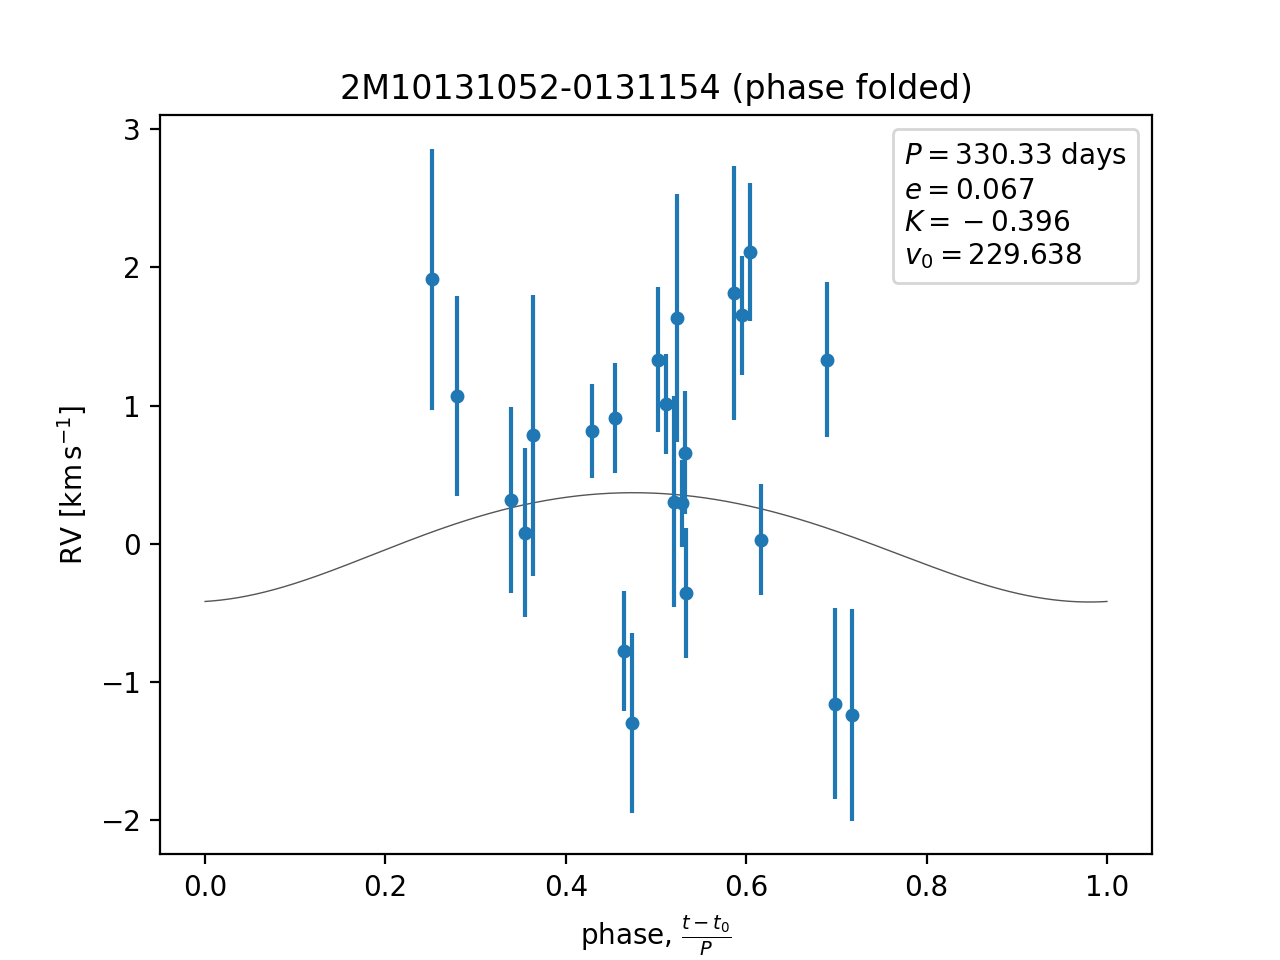 2M10131052-0131154 (phase folded)
P = 330.33 days
e = 0.067
K = −0.396
v₀ = 229.638
3
2
1
0
−1
−2
RV [km s⁻¹]
0.0 0.2 0.4 0.6 0.8 1.0
phase, (t − t₀)/P